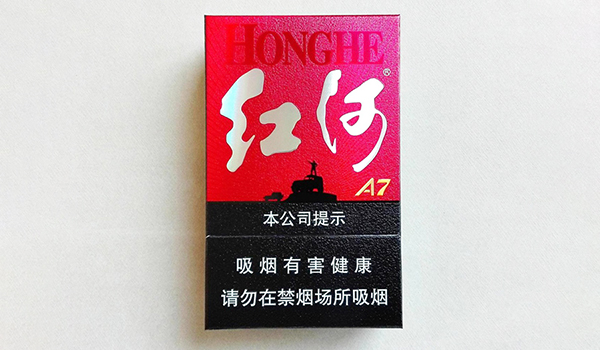 HONGHE
红河®
A7
本公司提示
吸烟有害健康
请勿在禁烟场所吸烟